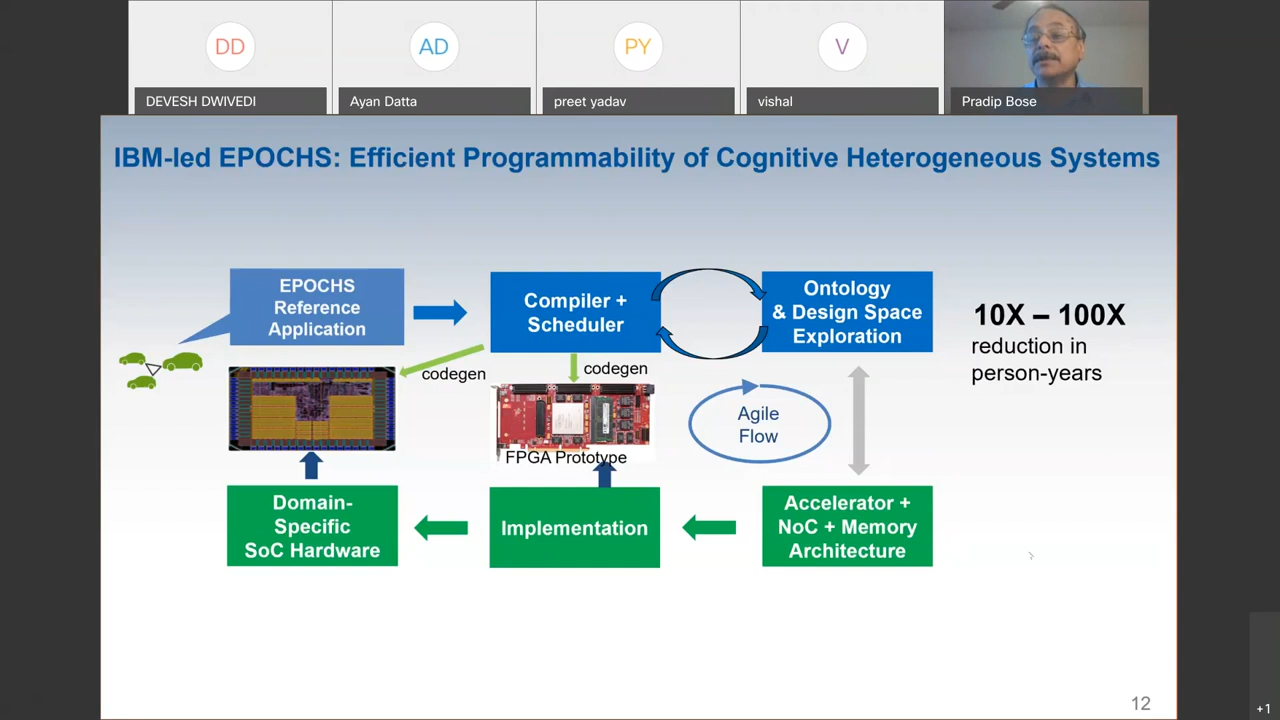 DD
AD
PY
V
DEVESH DWIVEDI
Ayan Datta
preet yadav
vishal
Pradip Bose
IBM-led EPOCHS: Efficient Programmability of Cognitive Heterogeneous Systems
EPOCHS
Reference
Application
Compiler +
Scheduler
Ontology
& Design Space
Exploration
10X – 100X
reduction in
person-years
codegen
codegen
Agile
Flow
FPGA Prototype
Domain-
Specific
SoC Hardware
Implementation
Accelerator +
NoC + Memory
Architecture
12
+1